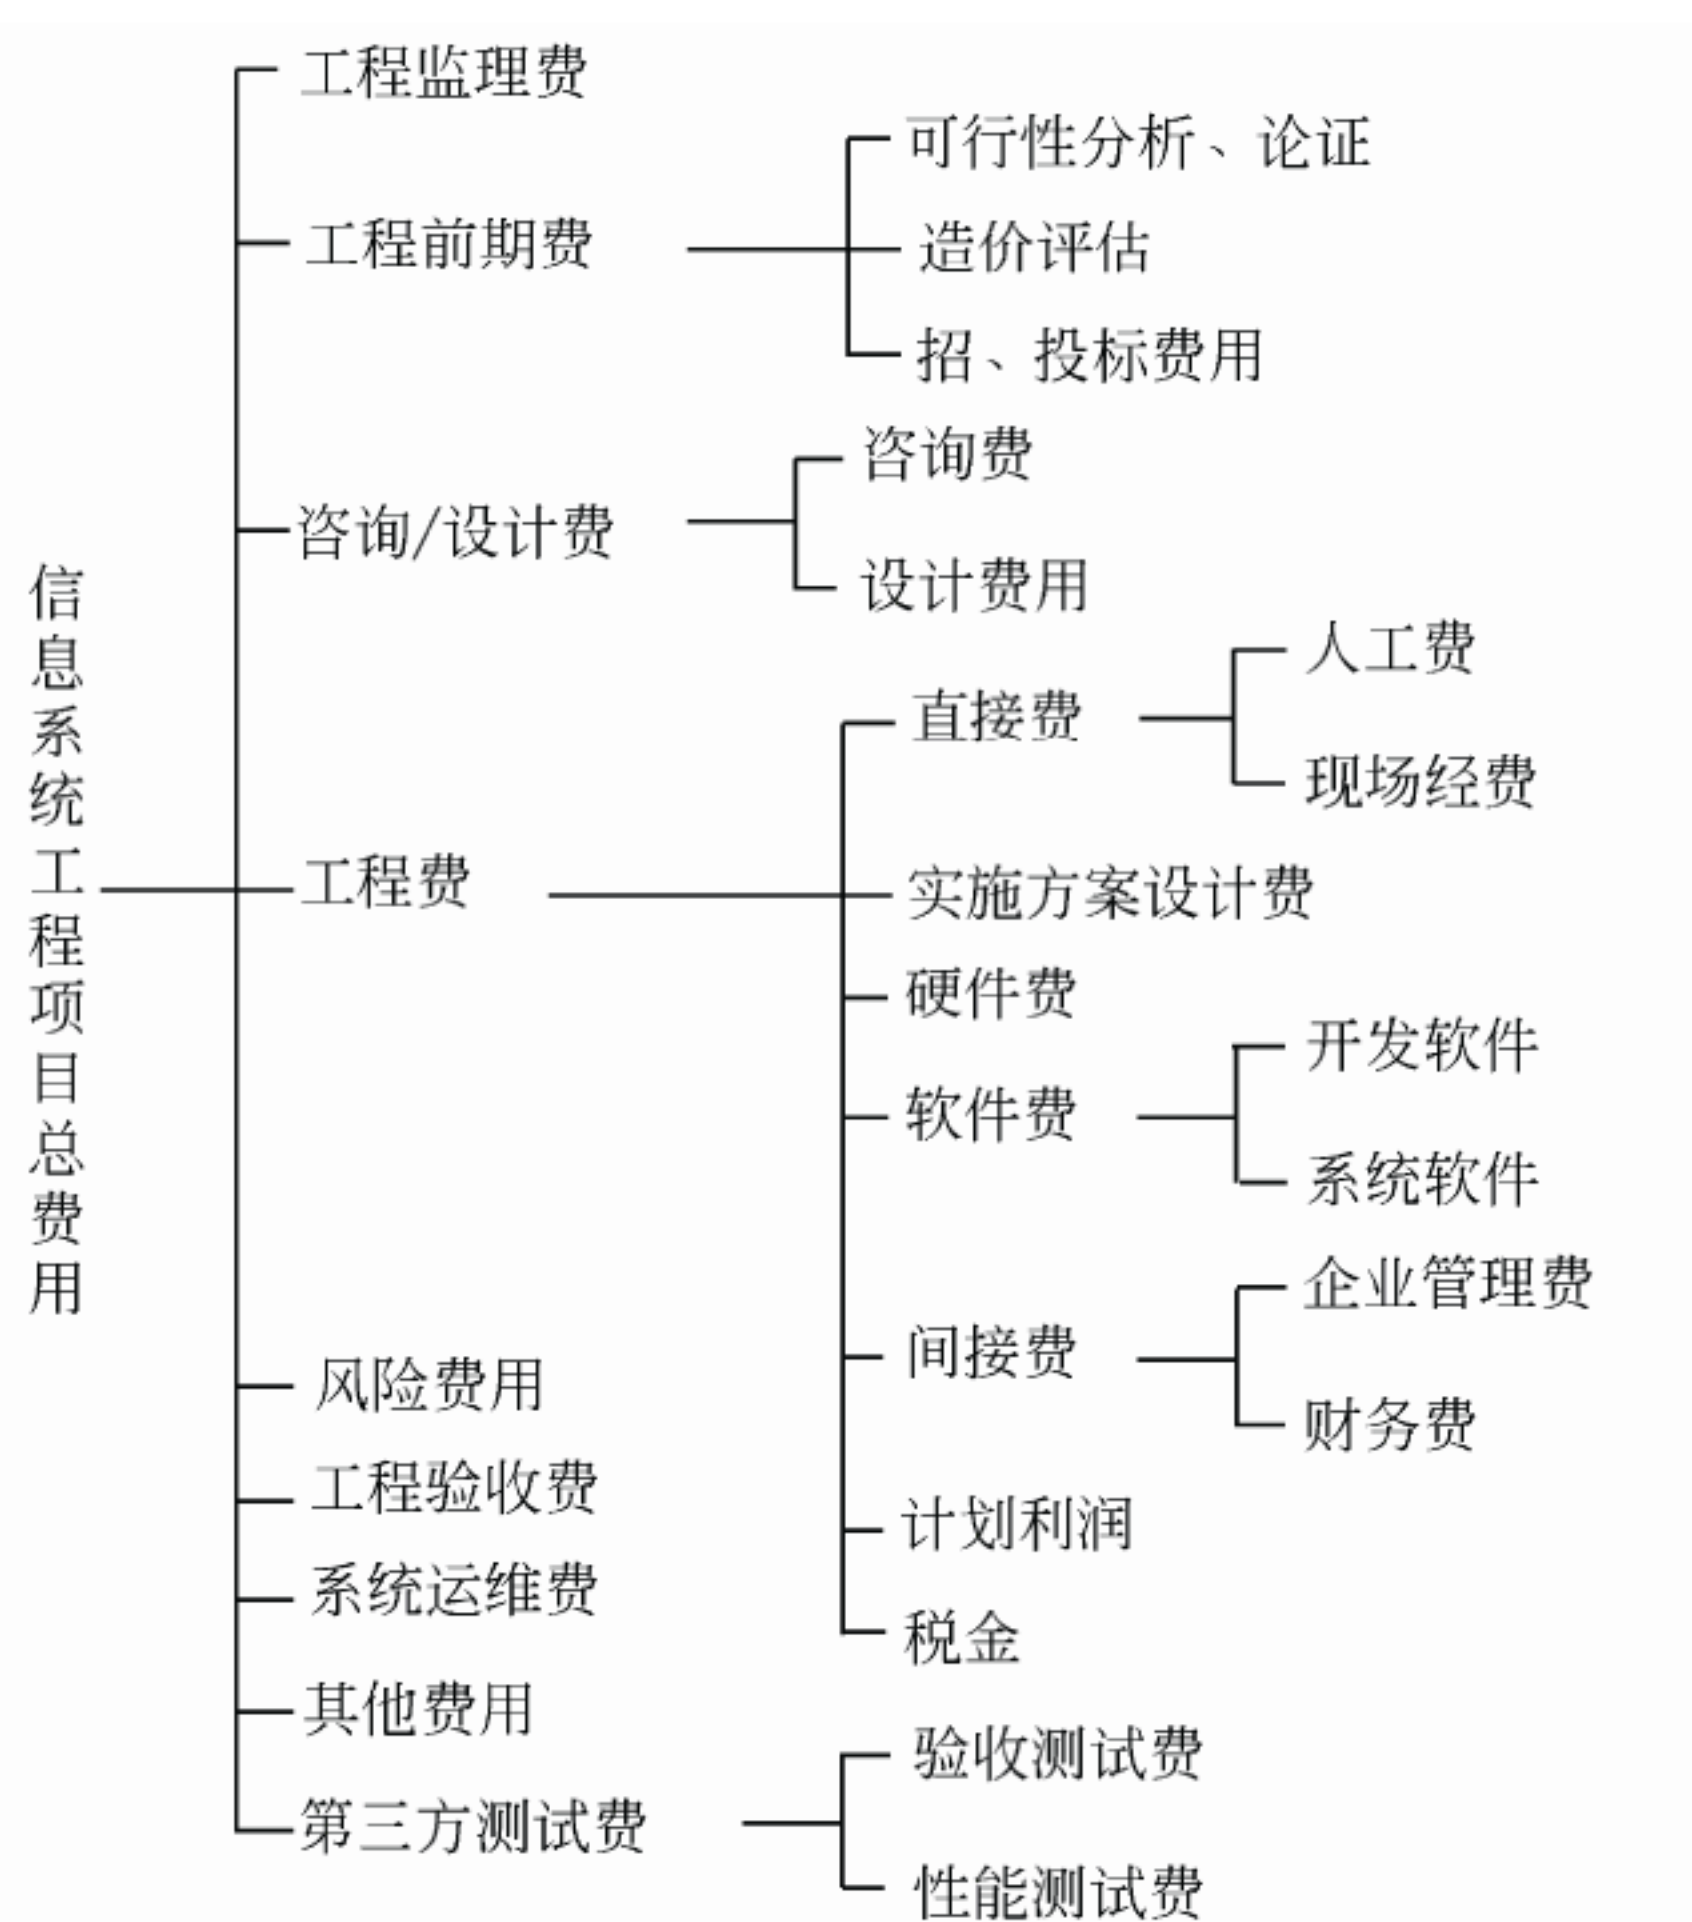 信息系统工程项目总费用
工程监理费
工程前期费
可行性分析、论证
造价评估
招、投标费用
咨询/设计费
咨询费
设计费用
工程费
直接费
人工费
现场经费
实施方案设计费
硬件费
软件费
开发软件
系统软件
间接费
企业管理费
财务费
计划利润
税金
风险费用
工程验收费
系统运维费
其他费用
第三方测试费
验收测试费
性能测试费